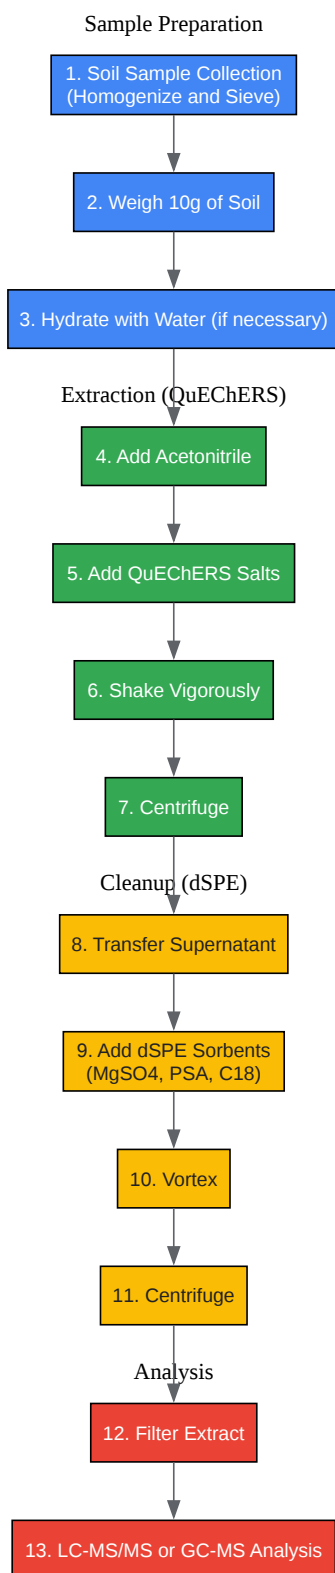 Sample Preparation
1. Soil Sample Collection
(Homogenize and Sieve)
2. Weigh 10g of Soil
3. Hydrate with Water (if necessary)
Extraction (QuEChERS)
4. Add Acetonitrile
5. Add QuEChERS Salts
6. Shake Vigorously
7. Centrifuge
Cleanup (dSPE)
8. Transfer Supernatant
9. Add dSPE Sorbents
(MgSO4, PSA, C18)
10. Vortex
11. Centrifuge
Analysis
12. Filter Extract
13. LC-MS/MS or GC-MS Analysis